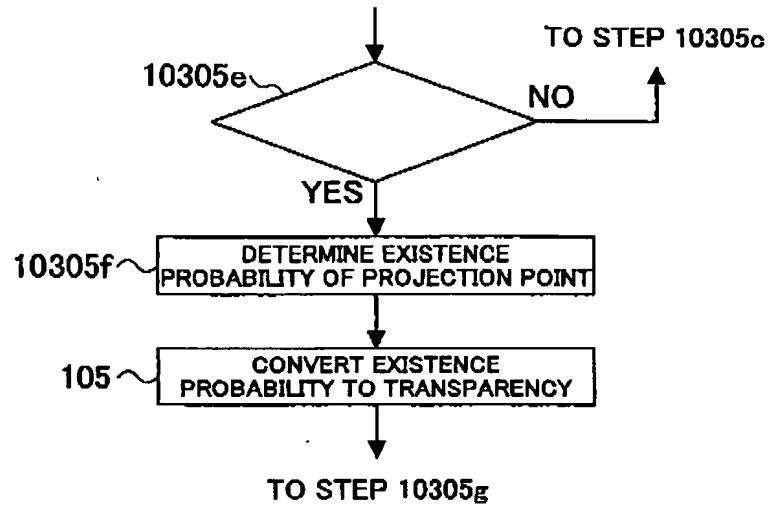 TO STEP 10305c
10305e
NO
YES
10305f
DETERMINE EXISTENCE
PROBABILITY OF PROJECTION POINT
105
CONVERT EXISTENCE
PROBABILITY TO TRANSPARENCY
TO STEP 10305g